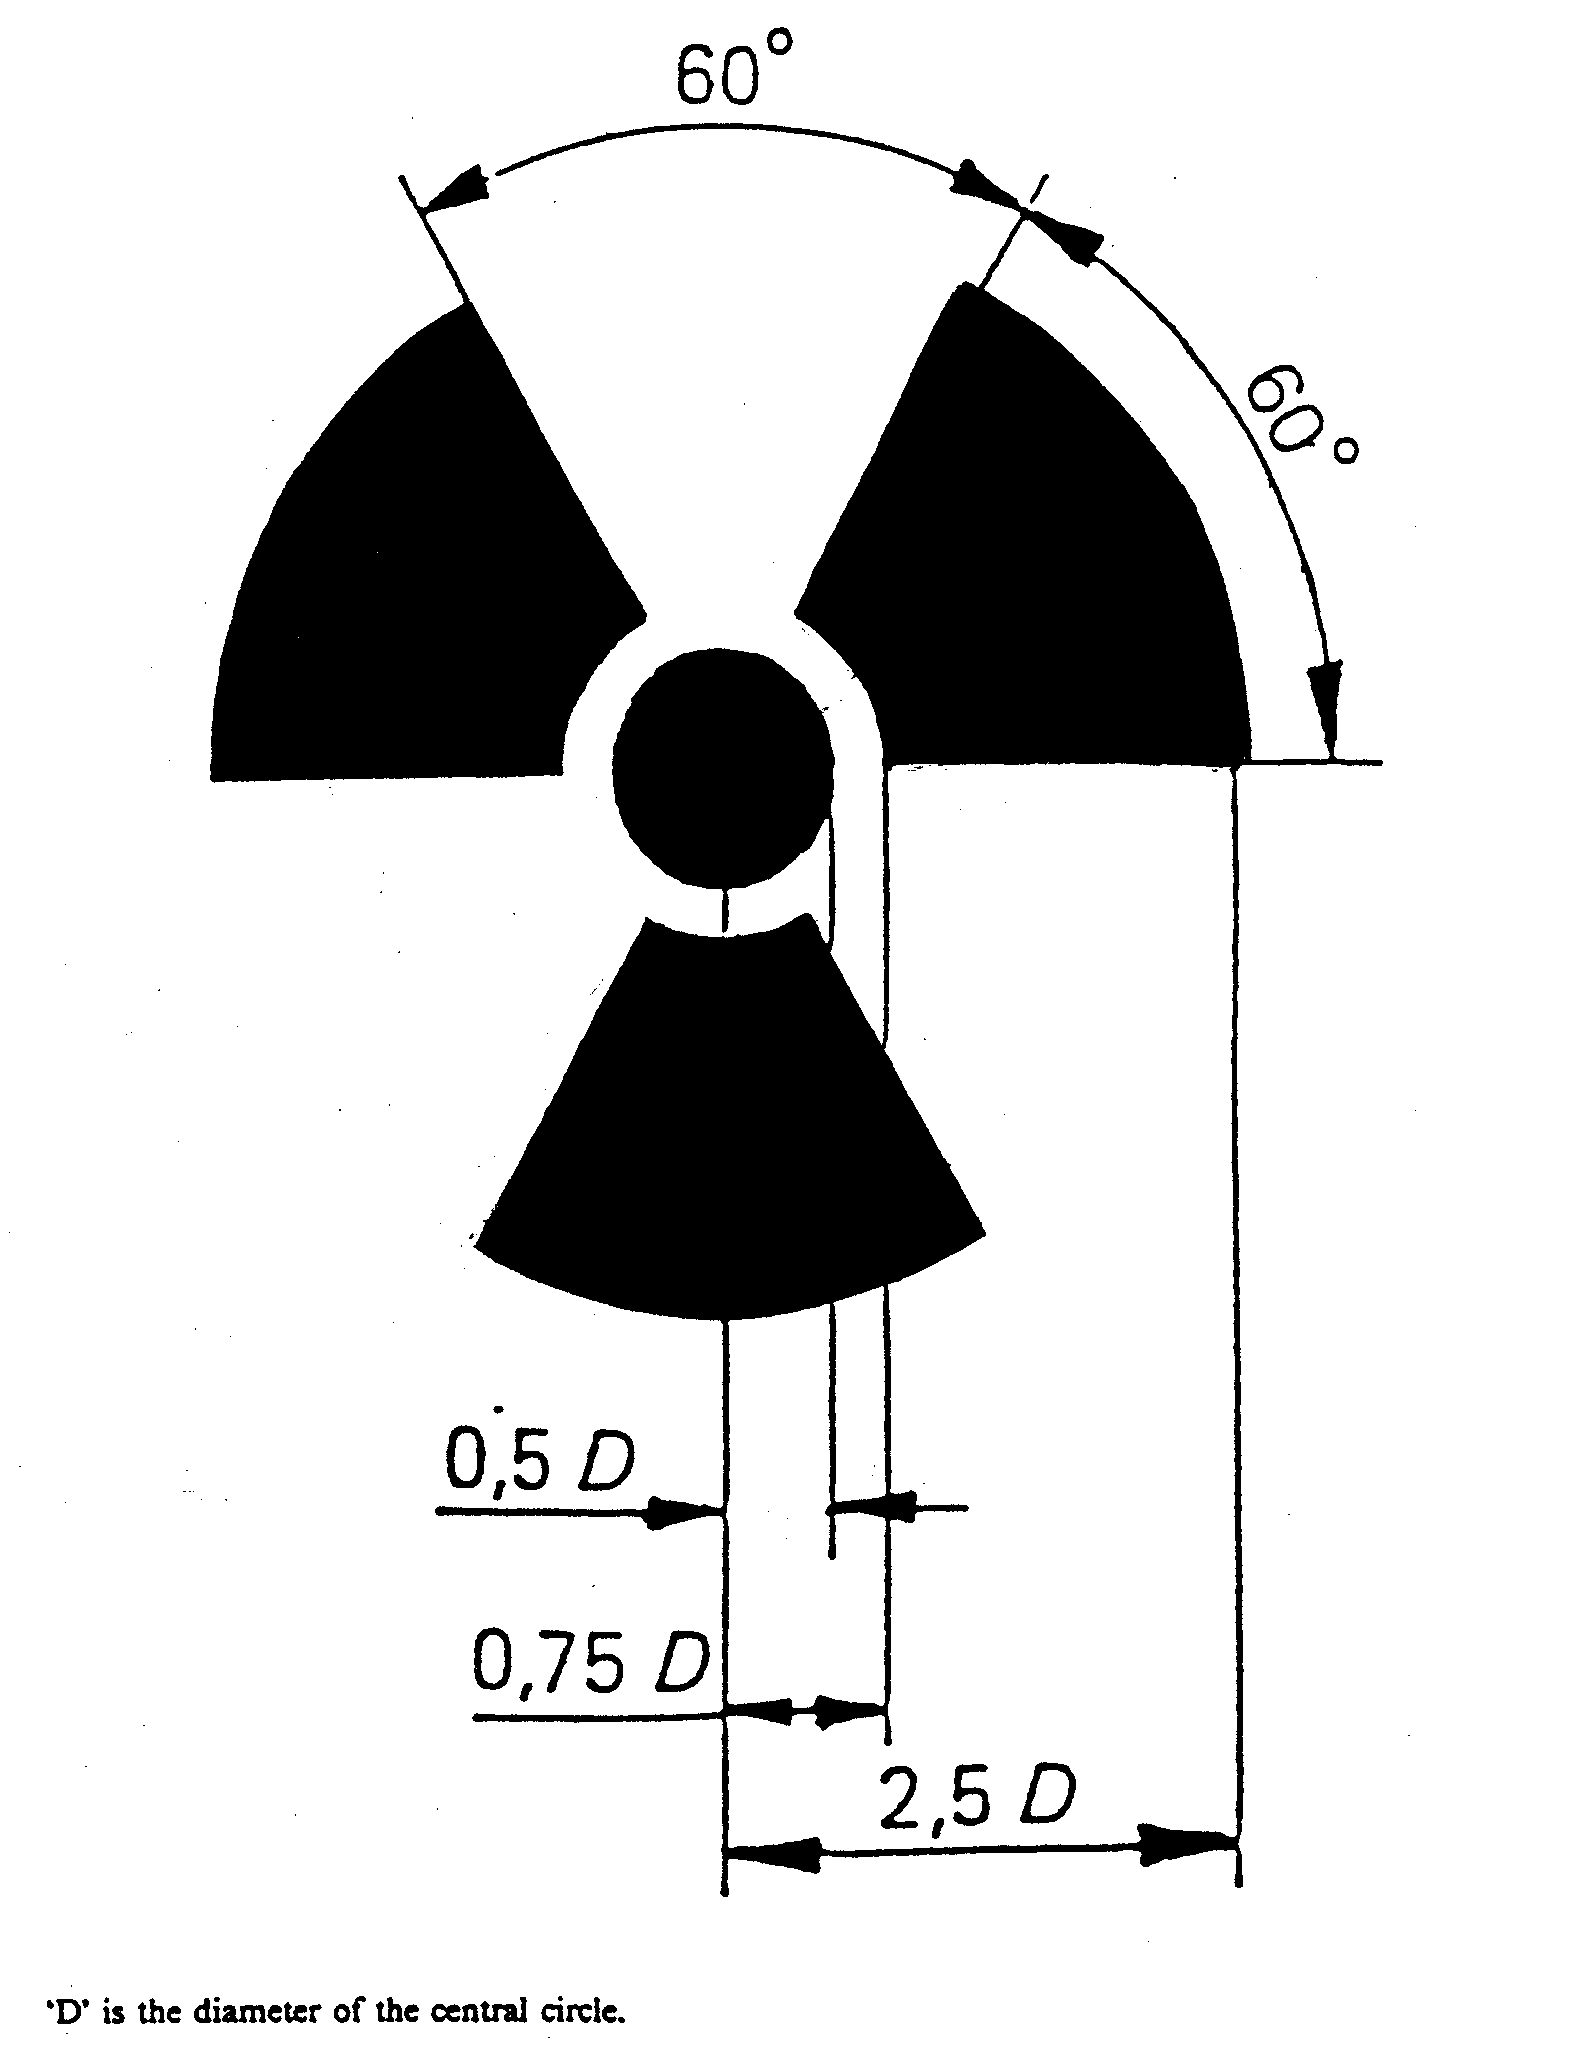 60°
60°
0,5 D
0,75 D
2,5 D
‘D’ is the diameter of the central circle.